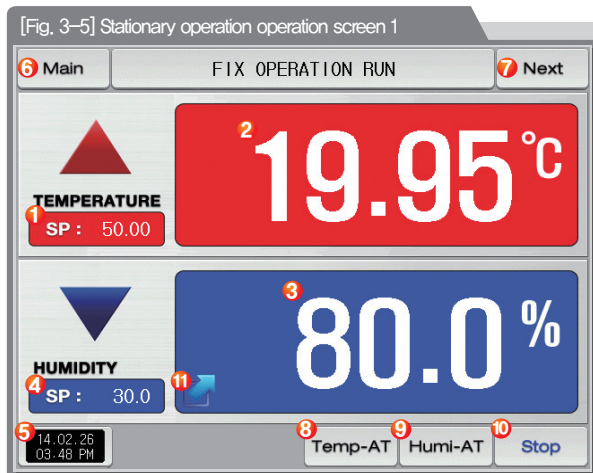 [Fig. 3-5] Stationary operation operation screen 1
6 Main
FIX OPERATION RUN
7 Next
2
19.95 °C
TEMPERATURE
1
SP : 50.00
3
80.0 %
HUMIDITY
4
SP : 30.0
11
5
14.02.26
03:48 PM
8 Temp-AT
9 Humi-AT
10 Stop